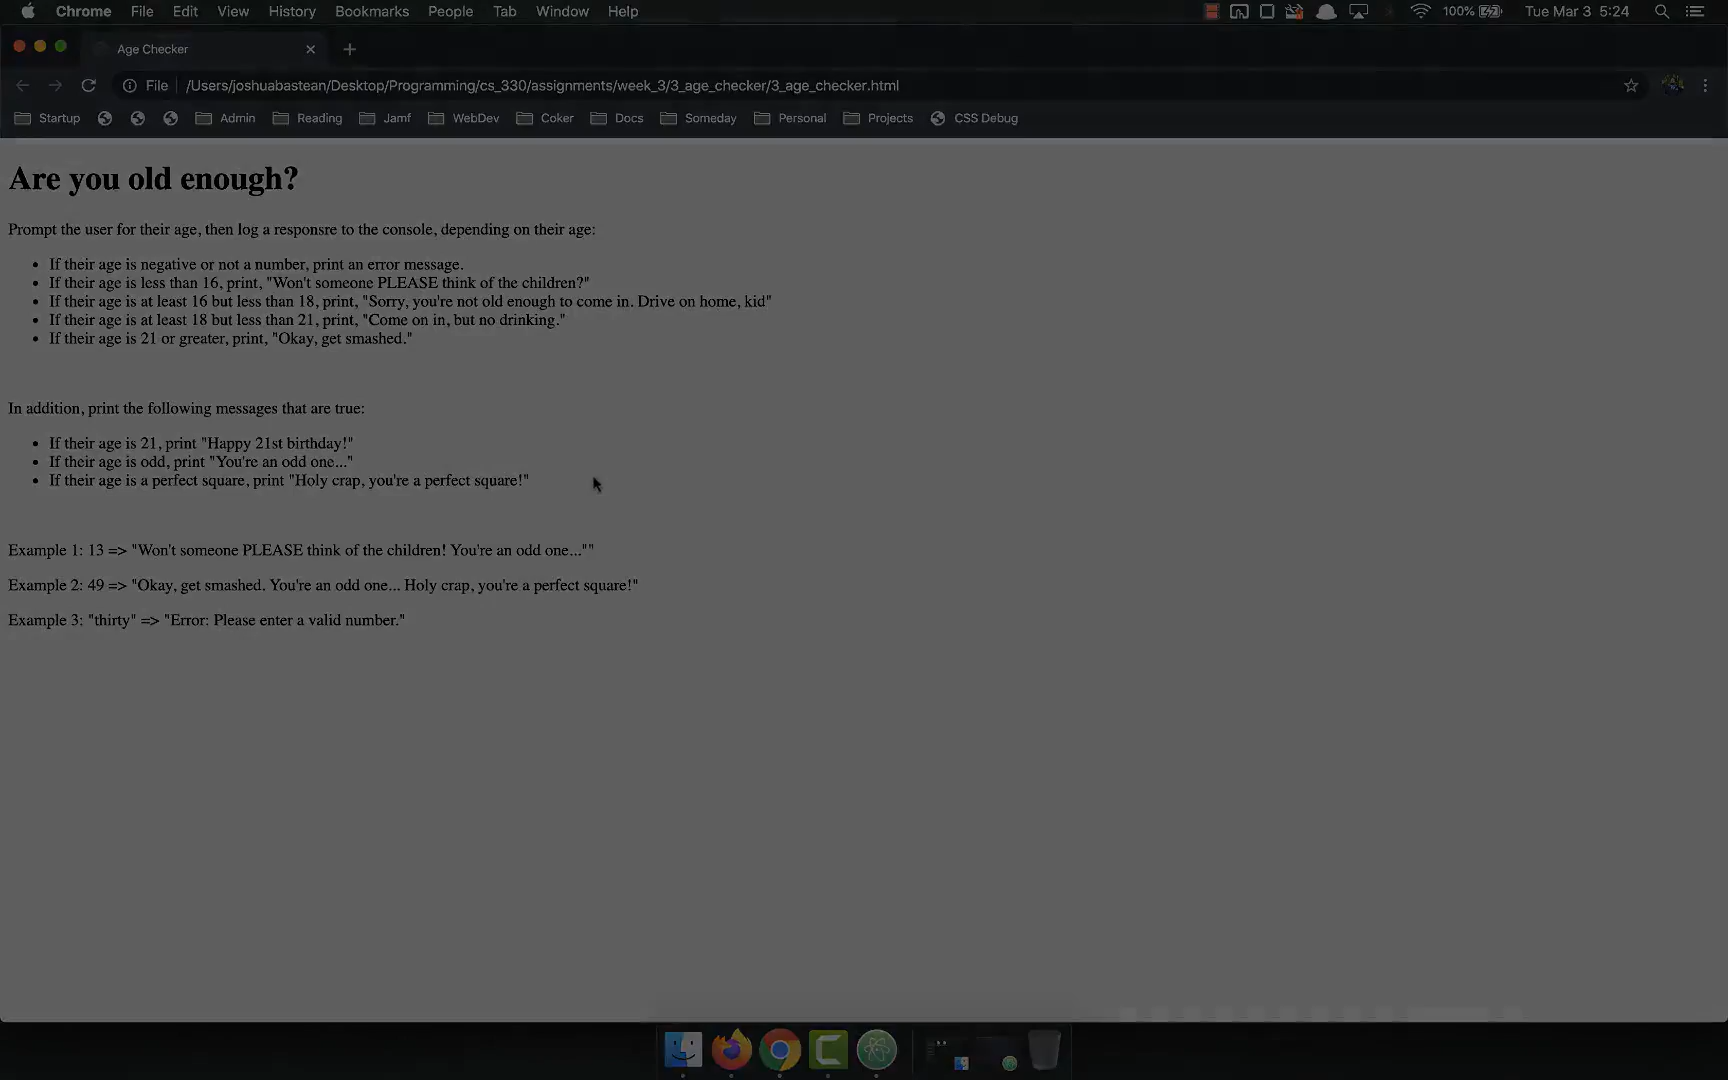 Chrome File Edit View History Bookmarks People Tab Window Help 100% Tue Mar 3 5:24
Age Checker
File /Users/joshuabastean/Desktop/Programming/cs_330/assignments/week_3/3_age_checker/3_age_checker.html
Startup Admin Reading Jamf WebDev Coker Docs Someday Personal Projects CSS Debug
Are you old enough?
Prompt the user for their age, then log a responsre to the console, depending on their age:
• If their age is negative or not a number, print an error message.
• If their age is less than 16, print, "Won't someone PLEASE think of the children?"
• If their age is at least 16 but less than 18, print, "Sorry, you're not old enough to come in. Drive on home, kid"
• If their age is at least 18 but less than 21, print, "Come on in, but no drinking."
• If their age is 21 or greater, print, "Okay, get smashed."
In addition, print the following messages that are true:
• If their age is 21, print "Happy 21st birthday!"
• If their age is odd, print "You're an odd one..."
• If their age is a perfect square, print "Holy crap, you're a perfect square!"
Example 1: 13 => "Won't someone PLEASE think of the children! You're an odd one...""
Example 2: 49 => "Okay, get smashed. You're an odd one... Holy crap, you're a perfect square!"
Example 3: "thirty" => "Error: Please enter a valid number."